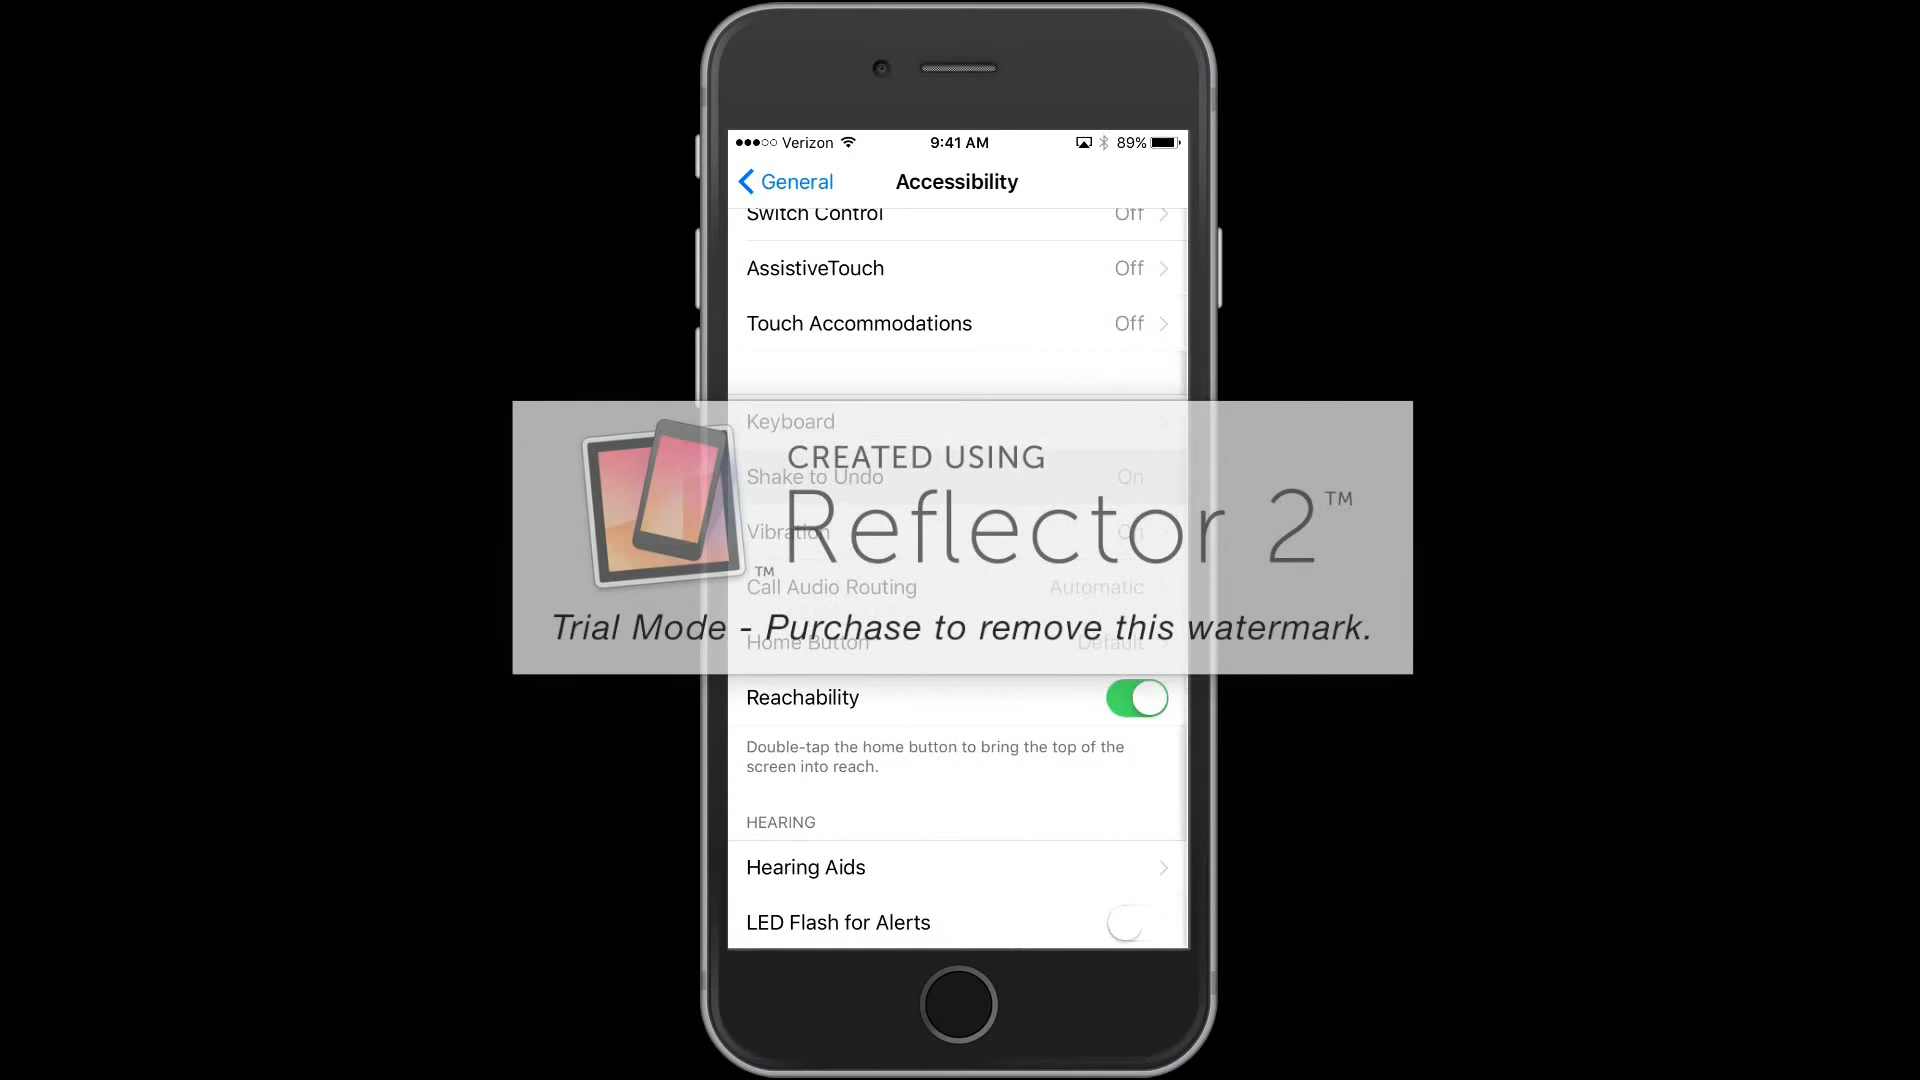 Verizon 9:41 AM 89%
General Accessibility
Switch Control Off
AssistiveTouch Off
Touch Accommodations Off
Keyboard
CREATED USING
Shake to Undo On
Reflector 2™
Vibration On
™
Call Audio Routing Automatic
Trial Mode - Purchase to remove this watermark.
Home Button Default
Reachability
Double-tap the home button to bring the top of the
screen into reach.
HEARING
Hearing Aids
LED Flash for Alerts